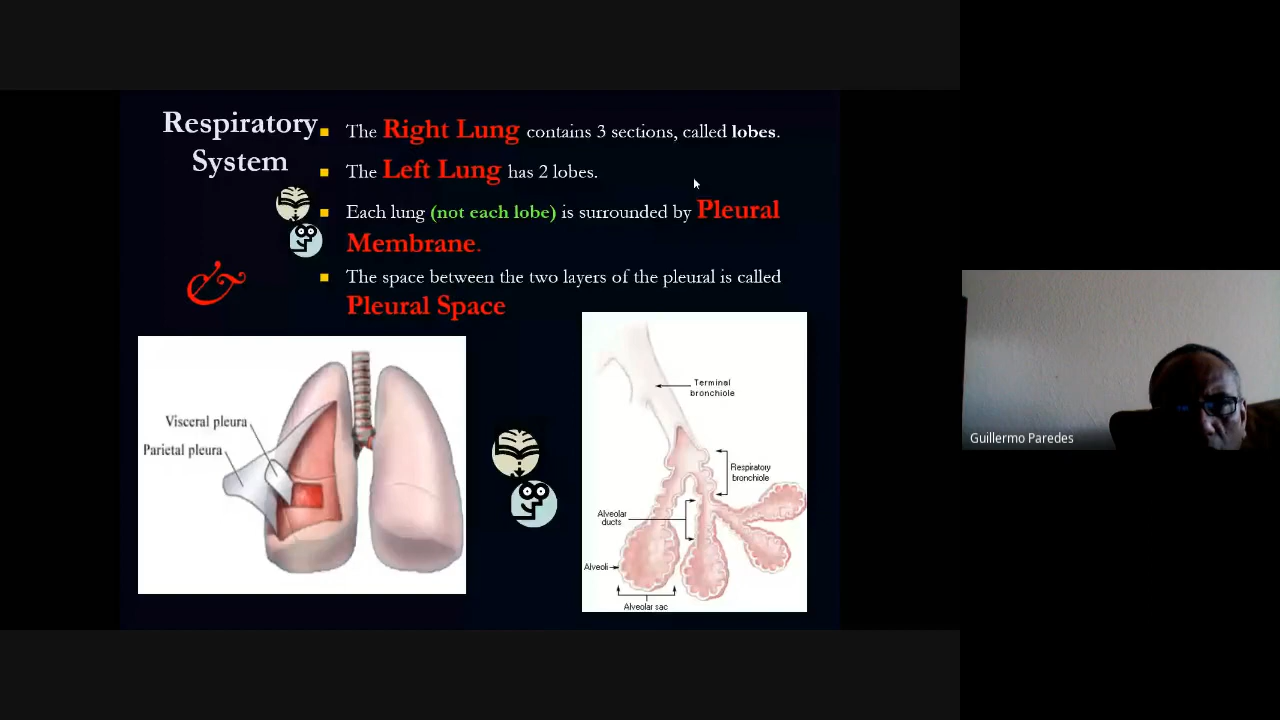 Respiratory
System
The Right Lung contains 3 sections, called lobes.
The Left Lung has 2 lobes.
Each lung (not each lobe) is surrounded by Pleural
Membrane.
The space between the two layers of the pleural is called
Pleural Space
&
Visceral pleura
Parietal pleura
Terminal
bronchiole
Respiratory
bronchiole
Alveolar
ducts
Alveoli
Alveolar sac
Guillermo Paredes